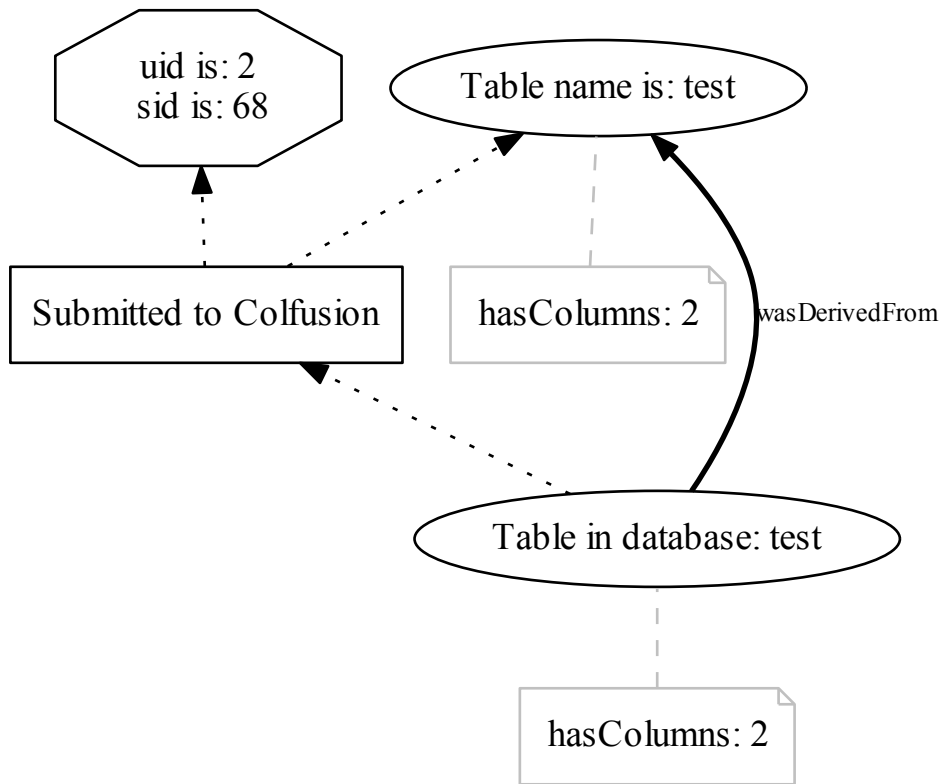 uid is: 2
sid is: 68
Table name is: test
Submitted to Colfusion
hasColumns: 2
wasDerivedFrom
Table in database: test
hasColumns: 2